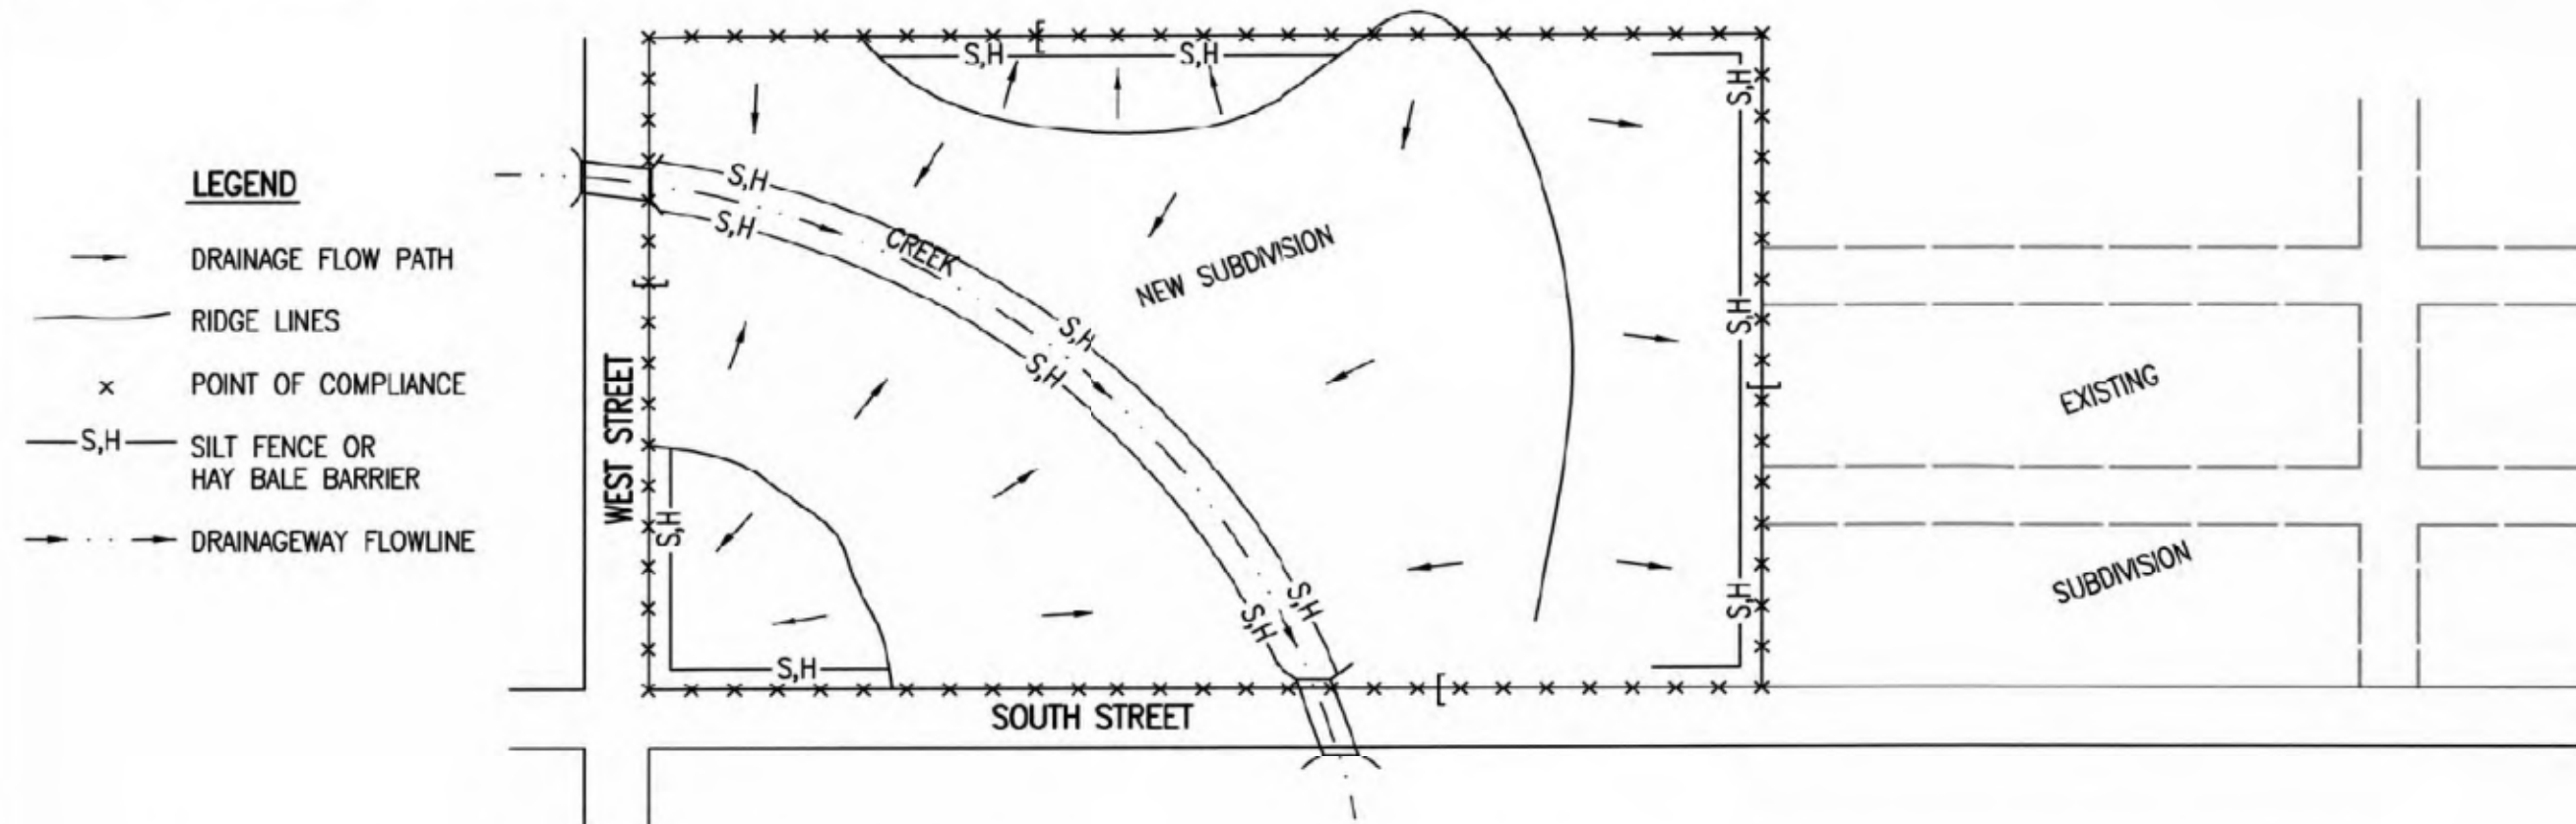 LEGEND
DRAINAGE FLOW PATH
RIDGE LINES
x POINT OF COMPLIANCE
S,H SILT FENCE OR
HAY BALE BARRIER
DRAINAGEWAY FLOWLINE
S,H
S,H
S,H
S,H
S,H
CREEK
NEW SUBDIVISION
S,H
S,H
S,H
WEST STREET
S,H
S,H
S,H
S,H
S,H
S,H
SOUTH STREET
EXISTING
SUBDIVISION